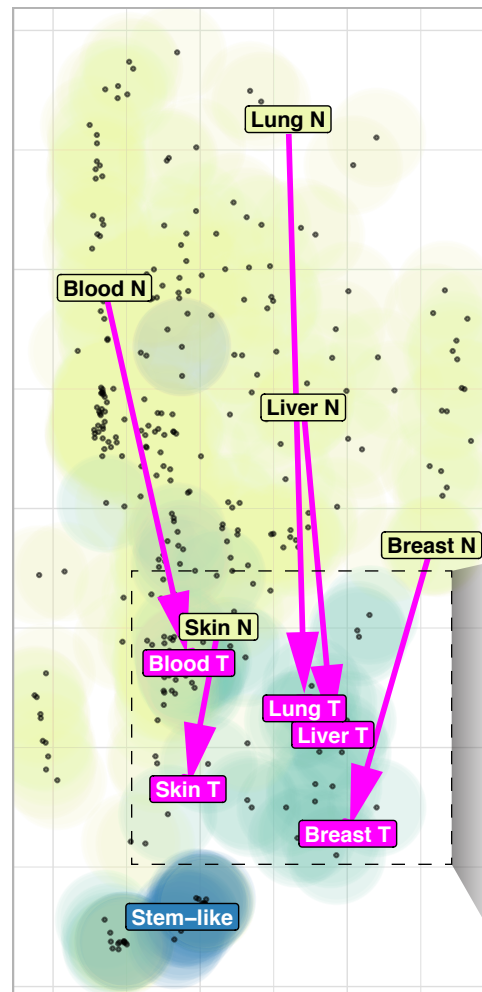 Lung N
Blood N
Liver N
Breast N
Skin N
Blood T
Lung T
Liver T
Skin T
Breast T
Stem−like